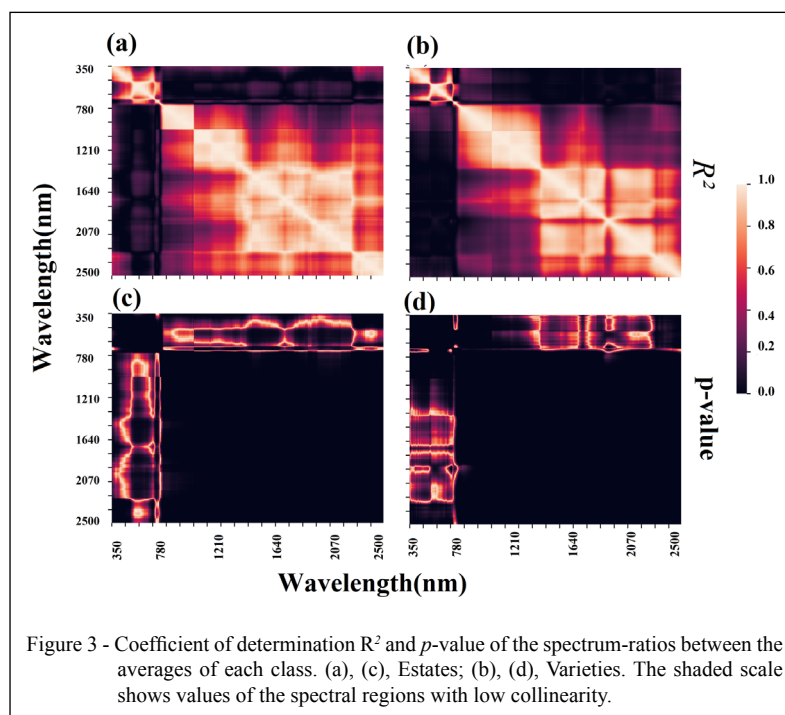 (a)
(b)
350
780
1210
1640
2070
2500
R²
1.0
0.8
0.6
0.4
0.2
0.0
Wavelength(nm)
(c)
(d)
350
780
1210
1640
2070
2500
p-value
350
780
1210
1640
2070
2500
350
780
1210
1640
2070
2500
Wavelength(nm)
Figure 3 - Coefficient of determination R² and p-value of the spectrum-ratios between the
averages of each class. (a), (c), Estates; (b), (d), Varieties. The shaded scale
shows values of the spectral regions with low collinearity.